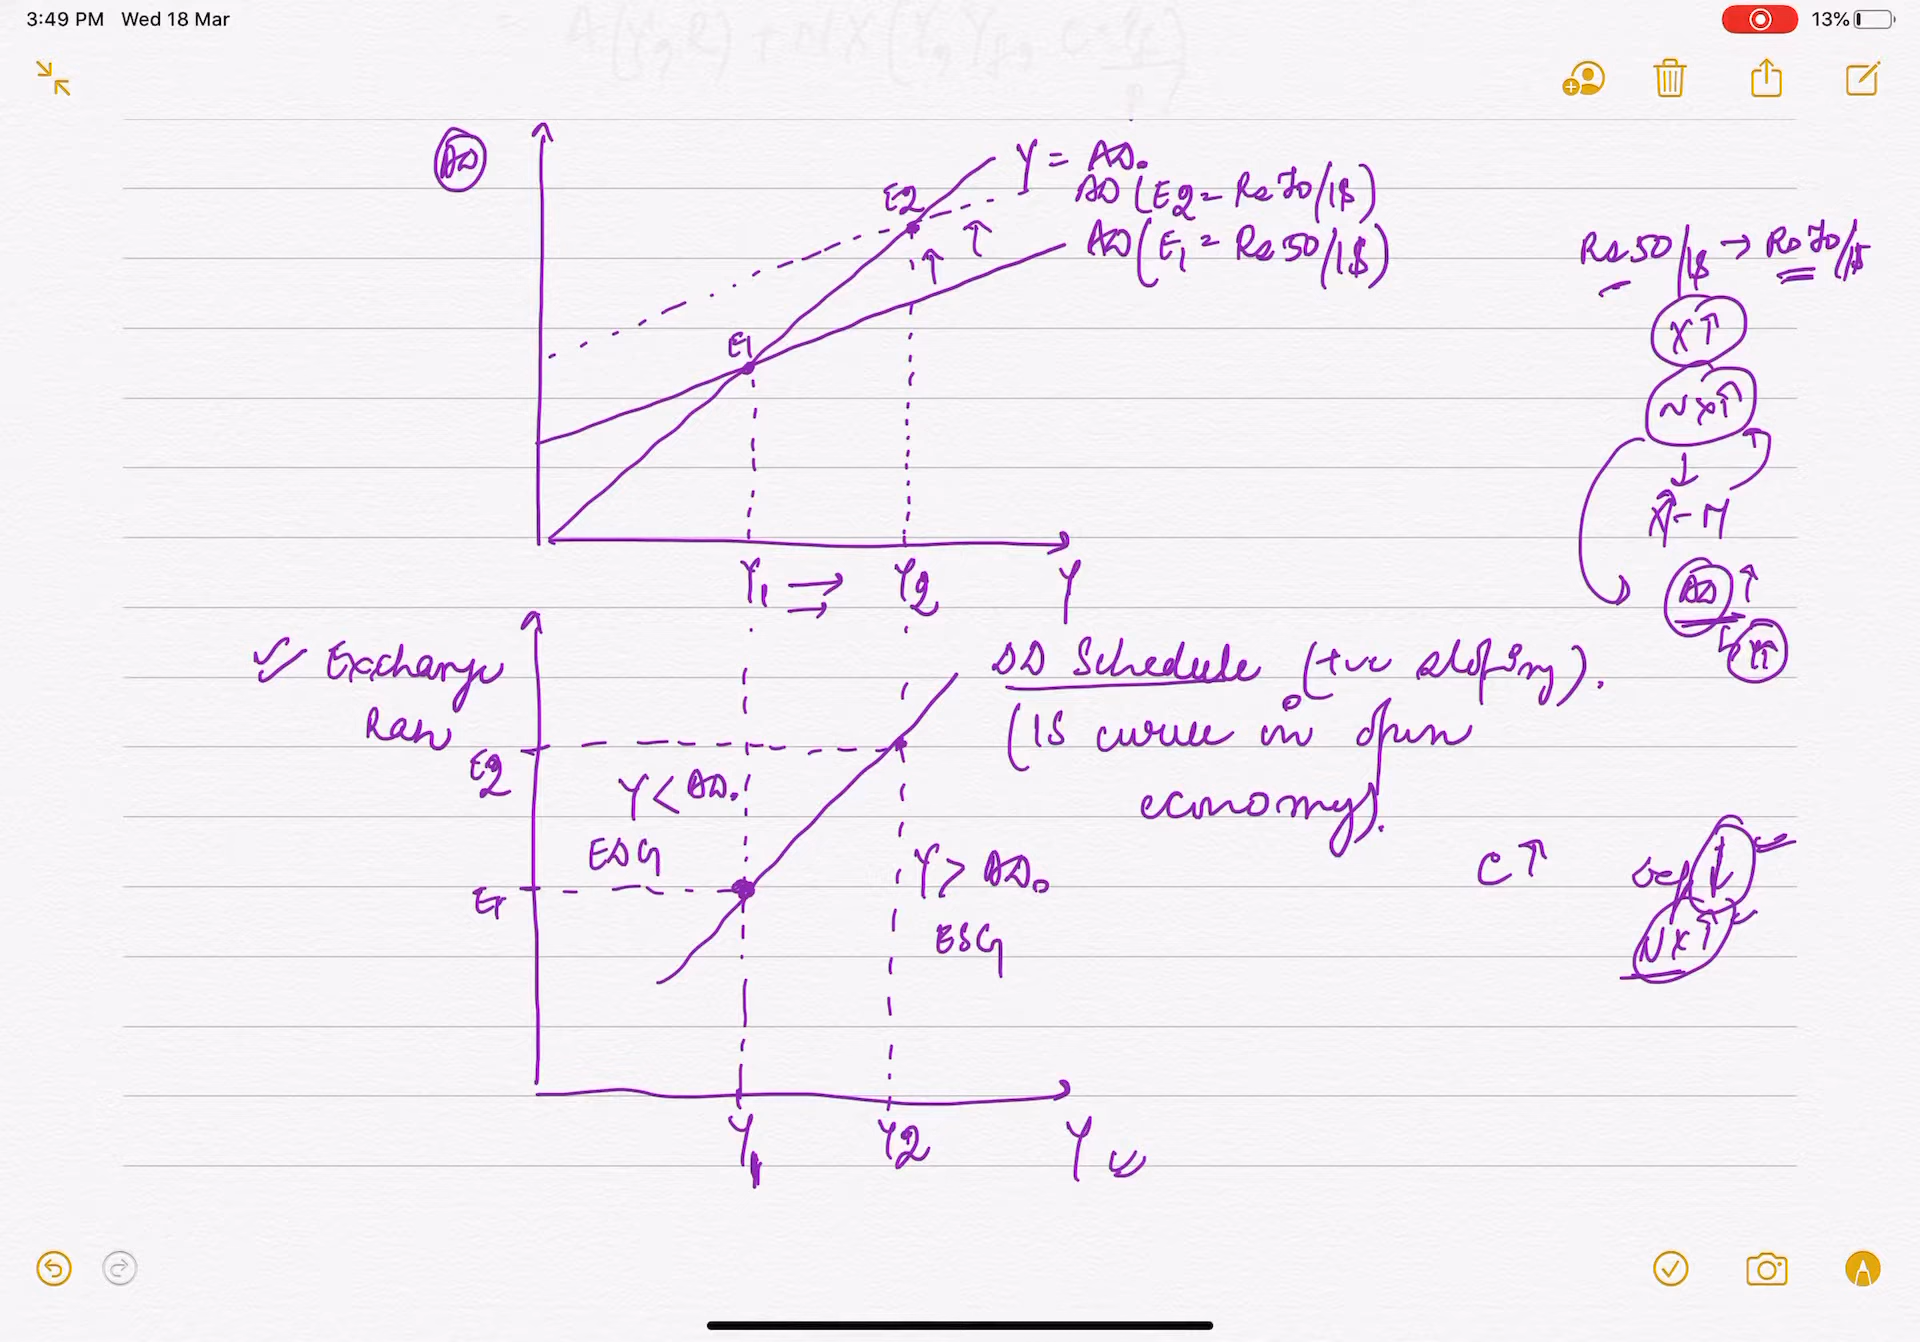 3:49 PM Wed 18 Mar
13%
AD
Y = AD.
E2
AD (E2 = Rs 70/1$)
AD (E1 = Rs 50/1$)
Rs 50/1$ → Rs 70/1$
X↑
E1
NX↑
↓
X↑ - M
Y1 ⇒ Y2 Y
AD ↑
Y↑
Exchange
Rate
DD Schedule (+ve sloping).
(IS curve in open
economy).
E2
Y < AD.
EDG
E1
Y > AD.
ESG
C↑
Def ↓
NX↑
Y1 Y2 Y